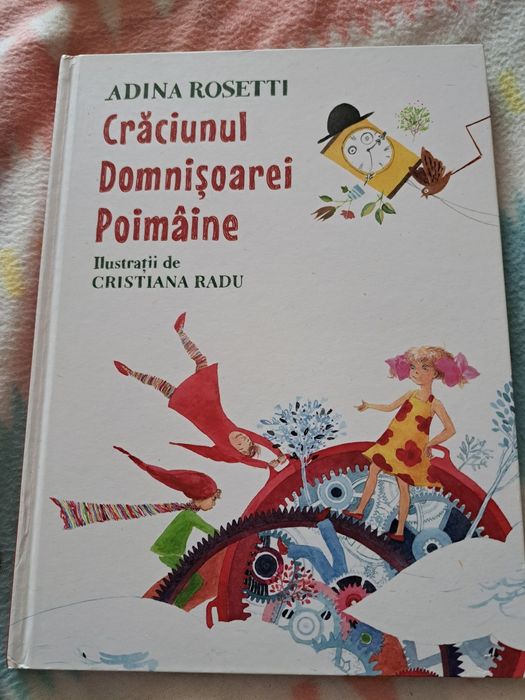 ADINA ROSETTI
Crăciunul
Domnișoarei
Poimâine
Ilustrații de
CRISTIANA RADU